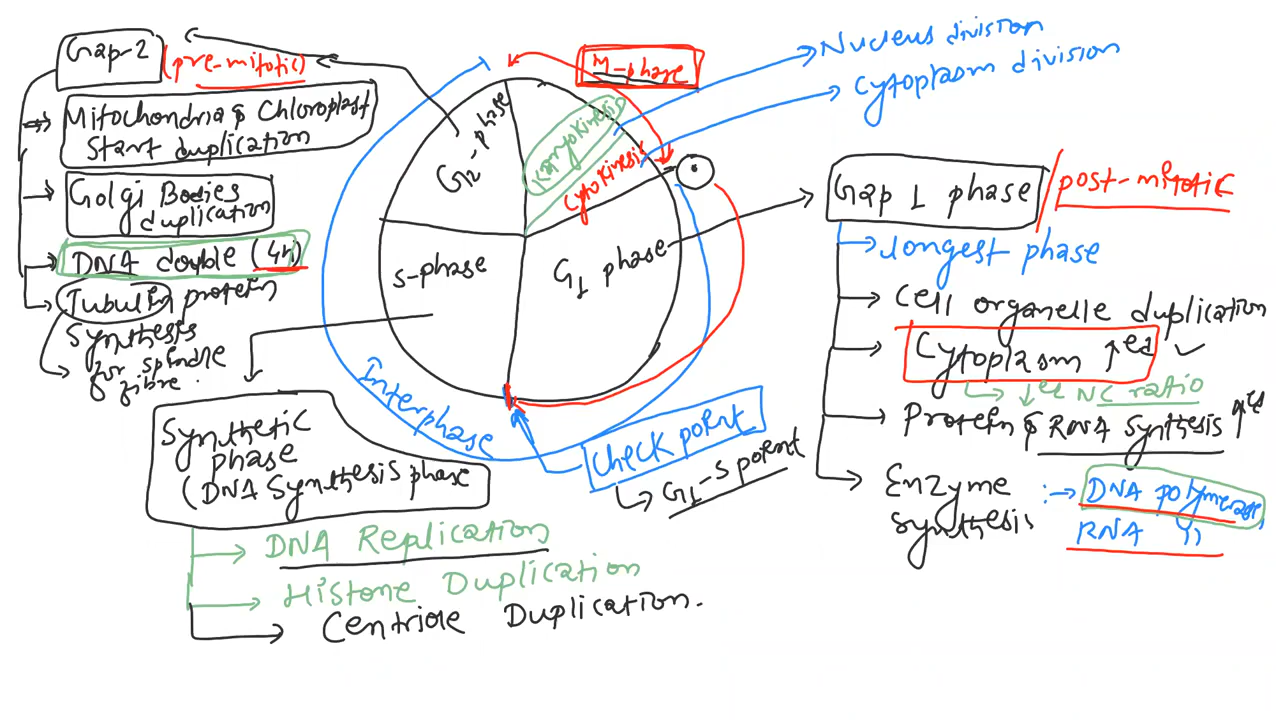 Gap-2
(pre-mitotic)
Mitochondria & Chloroplast
Start duplication
Golgi Bodies
duplication
DNA double (4n)
Tubulin protein
Synthesis
for spindle
fibre.
M-phase
Nucleus division
Cytoplasm division
G2-phase
Karyokinesis
Cytokinesis
S-phase
G1 phase
Interphase
Check point
G1-S point
Gap 1 phase / post-mitotic
longest phase
Cell organelle duplication
Cytoplasm ↑ed ✓
↓es NC ratio
Protein & RNA synthesis ↑es
Enzyme
synthesis
:→ DNA polymerase
RNA ''
Synthetic
phase
(DNA Synthesis phase
DNA Replication
Histone Duplication
Centriole Duplication.